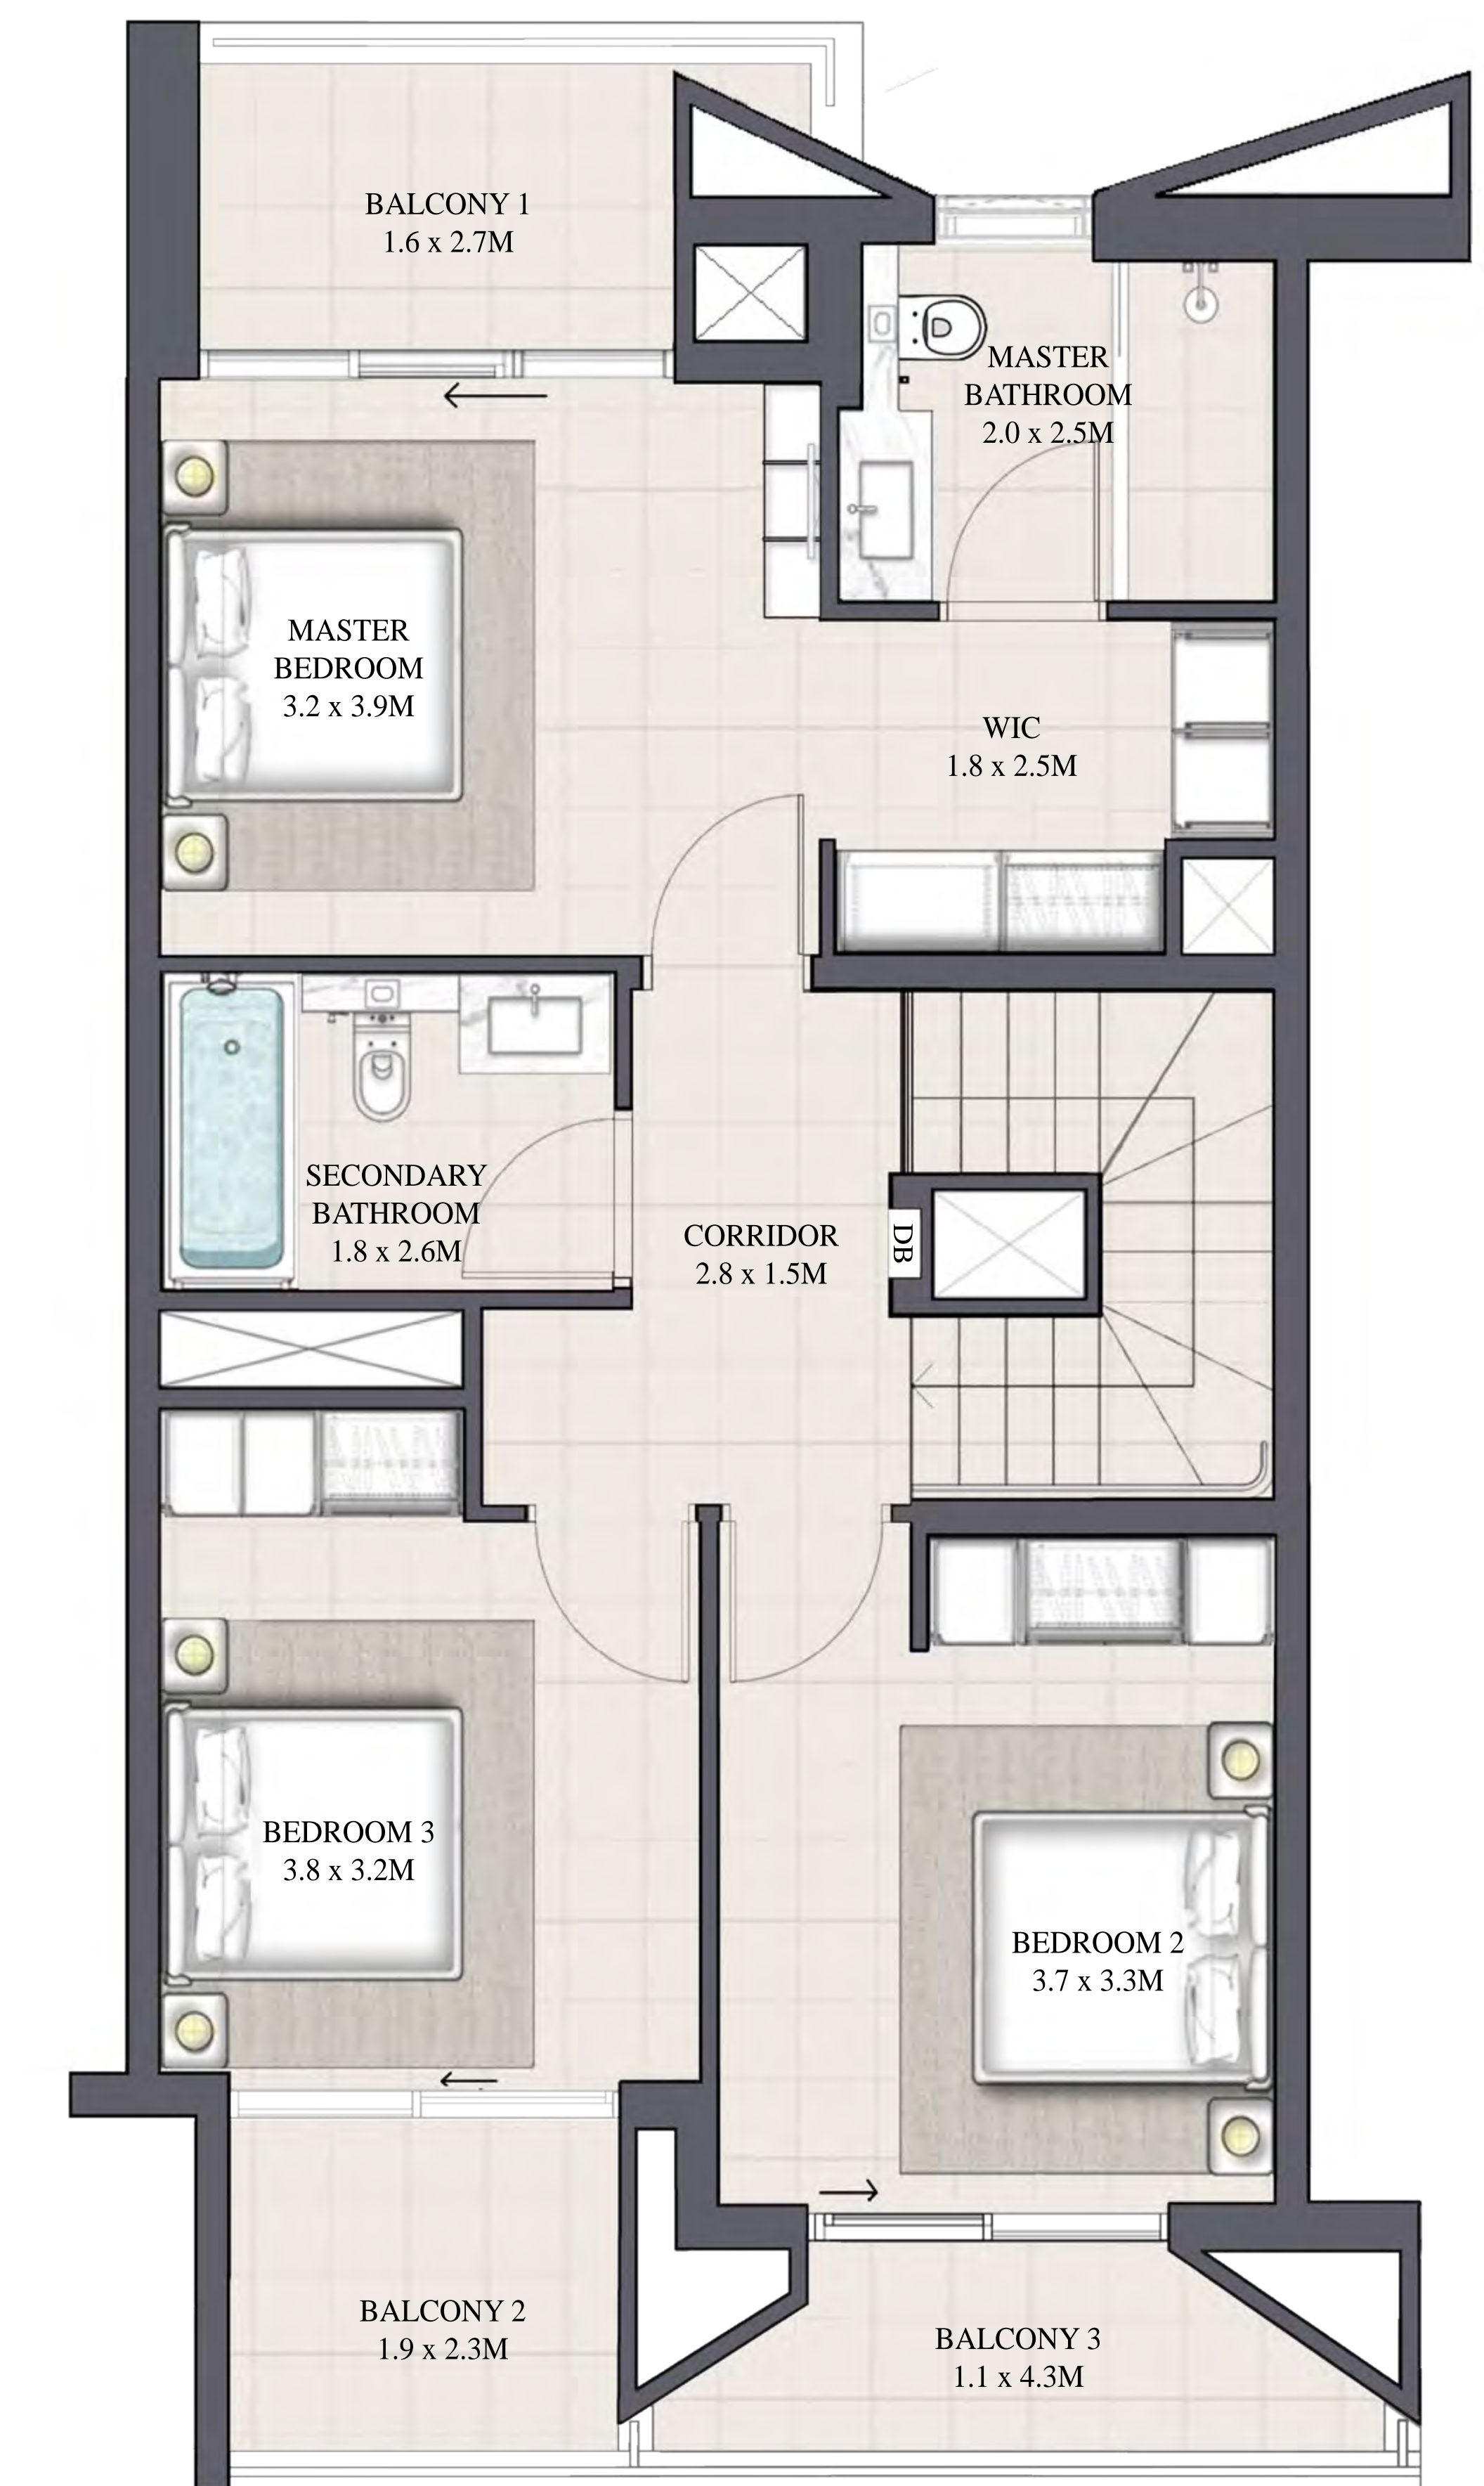 BALCONY 1
1.6 x 2.7M
MASTER
BATHROOM
2.0 x 2.5M
MASTER
BEDROOM
3.2 x 3.9M
WIC
1.8 x 2.5M
SECONDARY
BATHROOM
1.8 x 2.6M
CORRIDOR
2.8 x 1.5M
DB
BEDROOM 3
3.8 x 3.2M
BEDROOM 2
3.7 x 3.3M
BALCONY 2
1.9 x 2.3M
BALCONY 3
1.1 x 4.3M